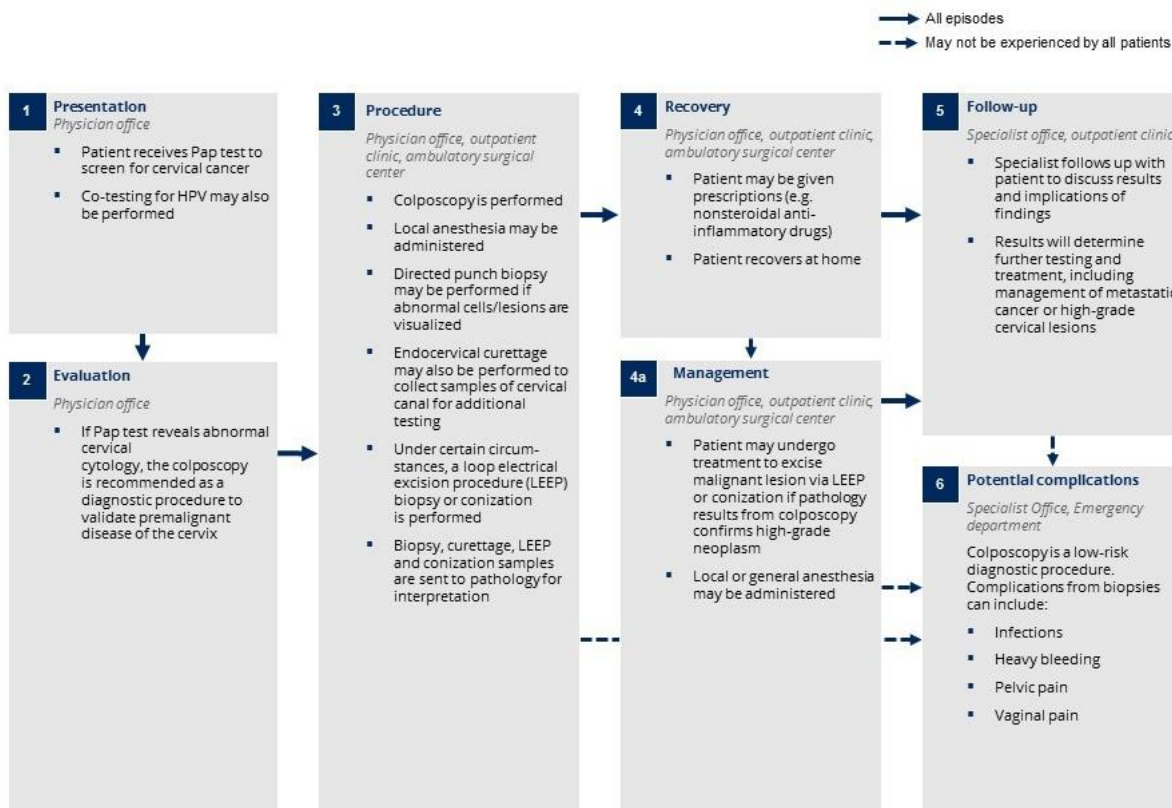 All episodes
May not be experienced by all patients
1
Presentation
Physician office
▪ Patient receives Pap test to
screen for cervical cancer
▪ Co-testing for HPV may also
be performed
2
Evaluation
Physician office
▪ If Pap test reveals abnormal
cervical
cytology, the colposcopy
is recommended as a
diagnostic procedure to
validate premalignant
disease of the cervix
3
Procedure
Physician office, outpatient
clinic, ambulatory surgical
center
▪ Colposcopy is performed
▪ Local anesthesia may be
administered
▪ Directed punch biopsy
may be performed if
abnormal cells/lesions are
visualized
▪ Endocervical curettage
may also be performed to
collect samples of cervical
canal for additional
testing
▪ Under certain circum-
stances, a loop electrical
excision procedure (LEEP)
biopsy or conization
is performed
▪ Biopsy, curettage, LEEP
and conization samples
are sent to pathology for
interpretation
4
Recovery
Physician office, outpatient clinic,
ambulatory surgical center
▪ Patient may be given
prescriptions (e.g.
nonsteroidal anti-
inflammatory drugs)
▪ Patient recovers at home
4a
Management
Physician office, outpatient clinic,
ambulatory surgical center
▪ Patient may undergo
treatment to excise
malignant lesion via LEEP
or conization if pathology
results from colposcopy
confirms high-grade
neoplasm
▪ Local or general anesthesia
may be administered
5
Follow-up
Specialist office, outpatient clinic
▪ Specialist follows up with
patient to discuss results
and implications of
findings
▪ Results will determine
further testing and
treatment, including
management of metastatic
cancer or high-grade
cervical lesions
6
Potential complications
Specialist Office, Emergency
department
Colposcopy is a low-risk
diagnostic procedure.
Complications from biopsies
can include:
▪ Infections
▪ Heavy bleeding
▪ Pelvic pain
▪ Vaginal pain